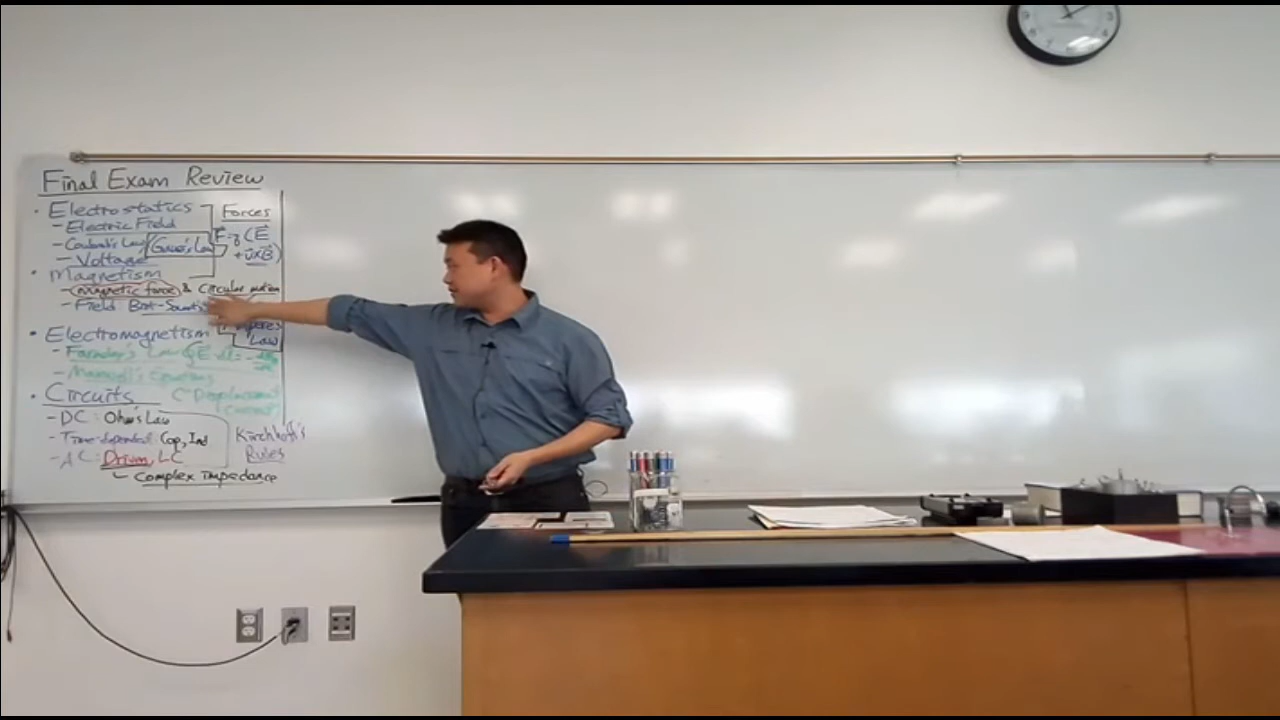 Final Exam Review
· Electrostatics
- Electric Field
- Coulomb's Law Gauss's Law
- Voltage
Forces
F = q (E
+ v×B)
· Magnetism
- magnetic force & Circular motion
- Field Biot-Savart
Law
· Electromagnetism
- Faraday's Law
- Maxwell's Equations
("Displacement
Current"
· Circuits
- DC: Ohm's Law
- Time-dependent Cap, Ind
- AC: Driven LC
Complex impedance
Kirchhoff's
Rules